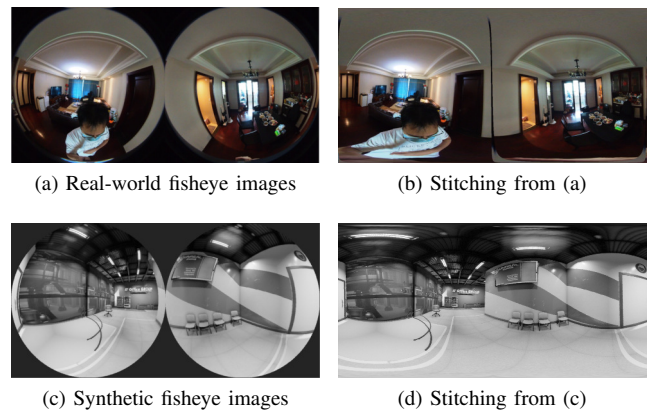 (a) Real-world fisheye images
(b) Stitching from (a)
(c) Synthetic fisheye images
(d) Stitching from (c)